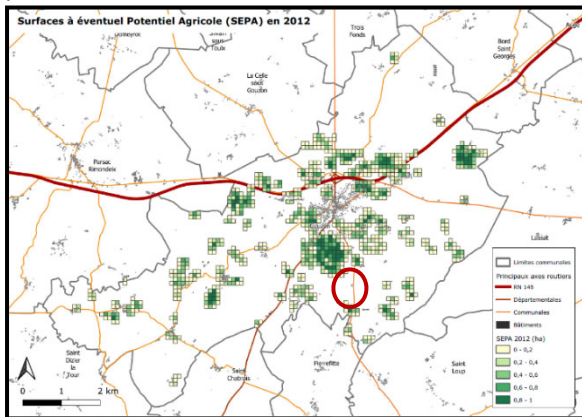 Surfaces à éventuel Potentiel Agricole (SEPA) en 2012
Domeyrot
Trois
Fonds
Bord
Saint
Georges
La Celle
sous
Gouzon
Parsac
Rimondeix
Lussat
Saint
Dizier
la
Tour
Saint
Chabrais
Pierrefitte
Saint
Loup
0 1 2 km
Limites communales
Principaux axes routiers
RN 145
Départementales
Communales
Bâtiments
SEPA 2012 (ha)
0 - 0,2
0,2 - 0,4
0,4 - 0,6
0,6 - 0,8
0,8 - 1